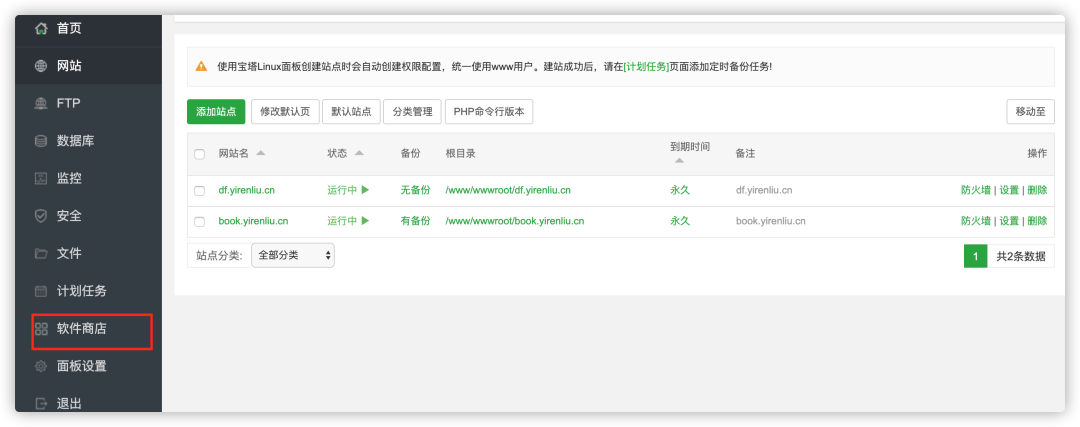 首页
网站
FTP
数据库
监控
安全
文件
计划任务
软件商店
面板设置
退出
使用宝塔Linux面板创建站点时会自动创建权限配置，统一使用www用户。建站成功后，请在[计划任务]页面添加定时备份任务!
添加站点 修改默认页 默认站点 分类管理 PHP命令行版本 移动至
网站名 状态 备份 根目录 到期时间 备注 操作
df.yirenliu.cn 运行中 无备份 /www/wwwroot/df.yirenliu.cn 永久 df.yirenliu.cn 防火墙 | 设置 | 删除
book.yirenliu.cn 运行中 有备份 /www/wwwroot/book.yirenliu.cn 永久 book.yirenliu.cn 防火墙 | 设置 | 删除
站点分类: 全部分类 1 共2条数据